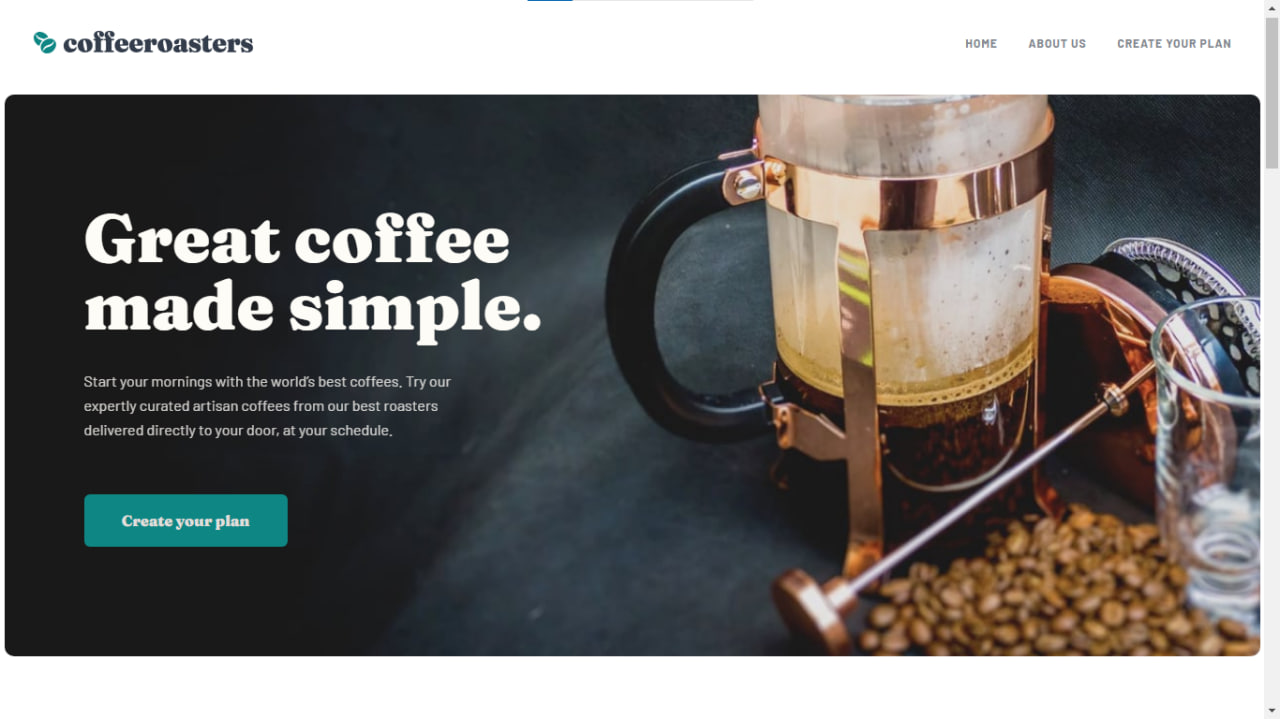 coffeeroasters
HOME
ABOUT US
CREATE YOUR PLAN
Great coffee
made simple.
Start your mornings with the world’s best coffees. Try our
expertly curated artisan coffees from our best roasters
delivered directly to your door, at your schedule.
Create your plan